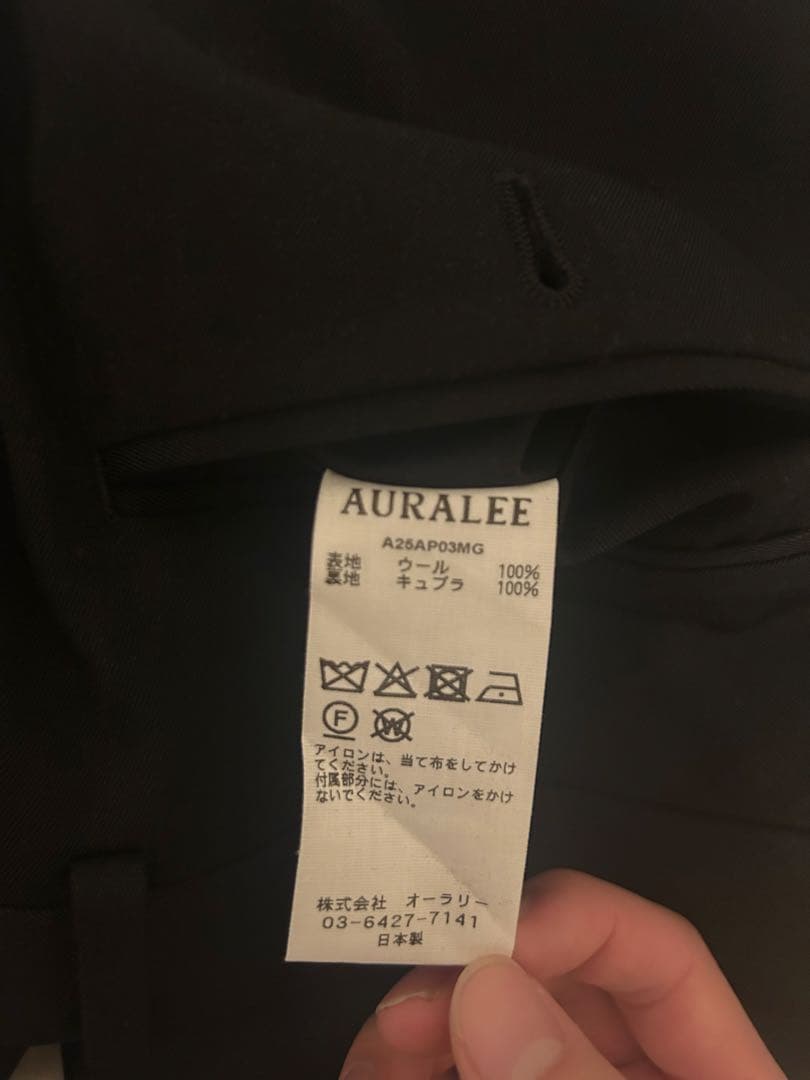 AURALEE
A25AP03MG
表地 ウール 100%
裏地 キュプラ 100%
F W
アイロンは、当て布をしてかけ
てください。
付属部分には、アイロンをかけ
ないでください。
株式会社 オーラリー
03-6427-7141
日本製